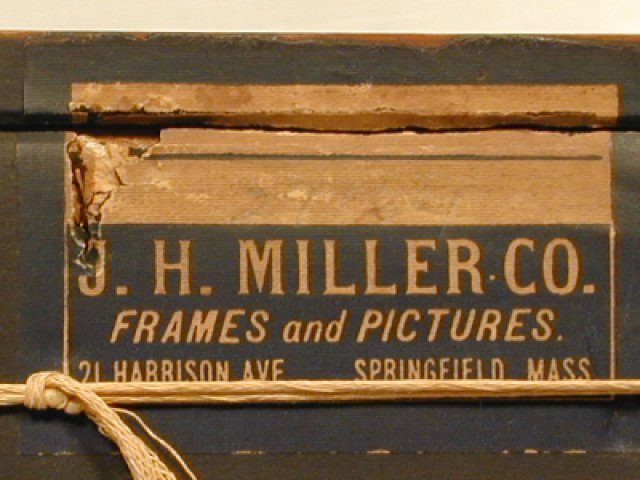 J. H. MILLER CO.
FRAMES and PICTURES.
21 HARRISON AVE SPRINGFIELD, MASS.